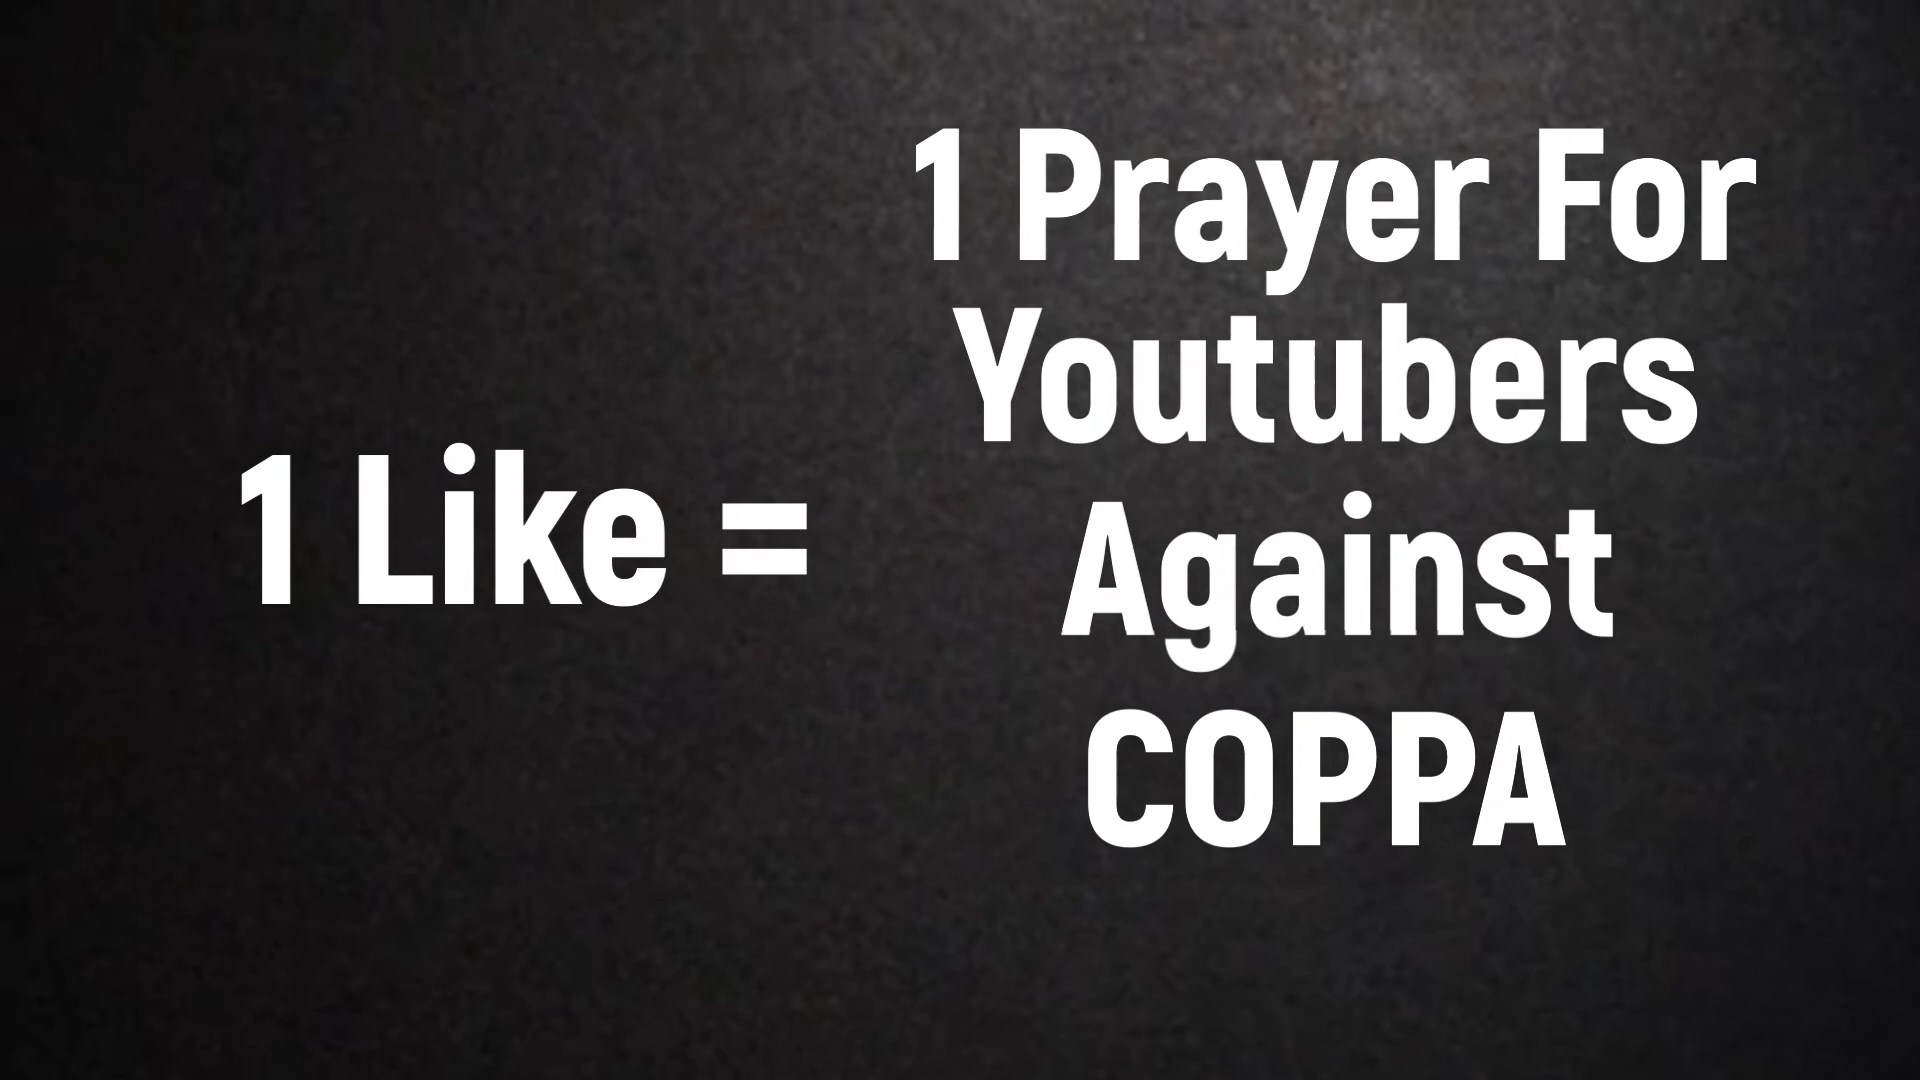 1 Like =
1 Prayer For
Youtubers
Against
COPPA